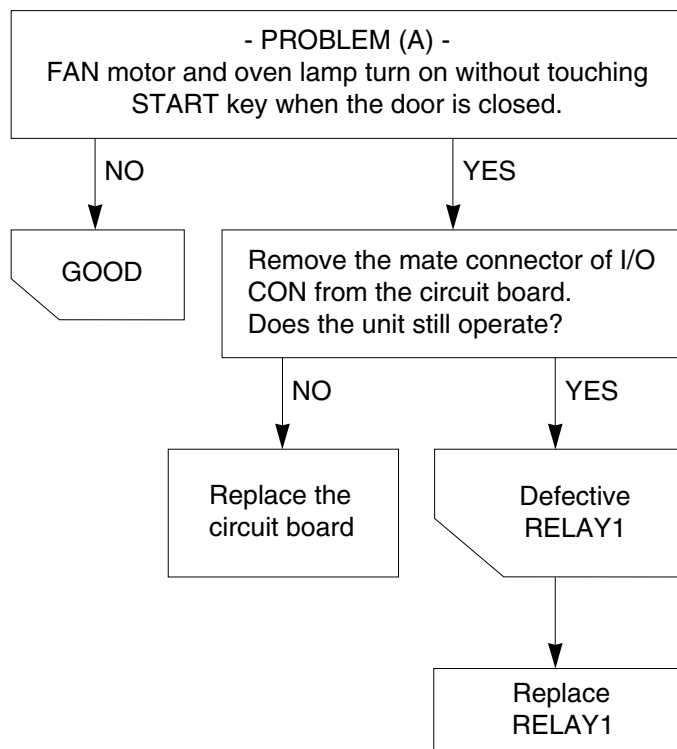 - PROBLEM (A) -
FAN motor and oven lamp turn on without touching
START key when the door is closed.
NO
YES
GOOD
Remove the mate connector of I/O
CON from the circuit board.
Does the unit still operate?
NO
YES
Replace the
circuit board
Defective
RELAY1
Replace
RELAY1